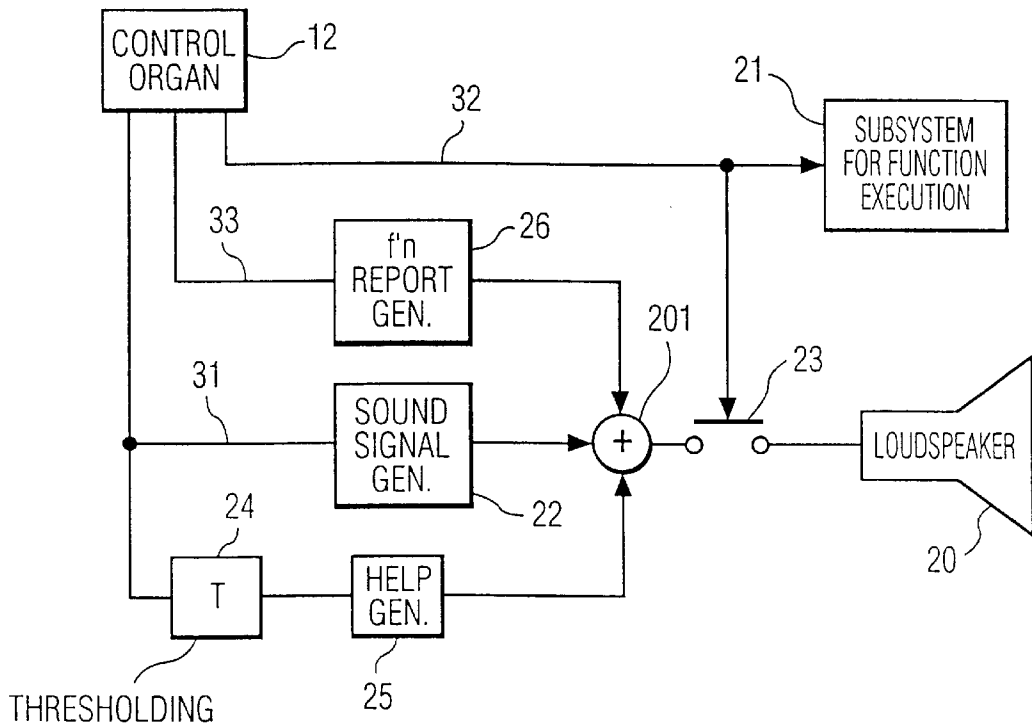 CONTROL
ORGAN
12
32
21
SUBSYSTEM
FOR FUNCTION
EXECUTION
33
f'n
REPORT
GEN.
26
201
23
31
SOUND
SIGNAL
GEN.
22
+
LOUDSPEAKER
20
24
T
HELP
GEN.
25
THRESHOLDING